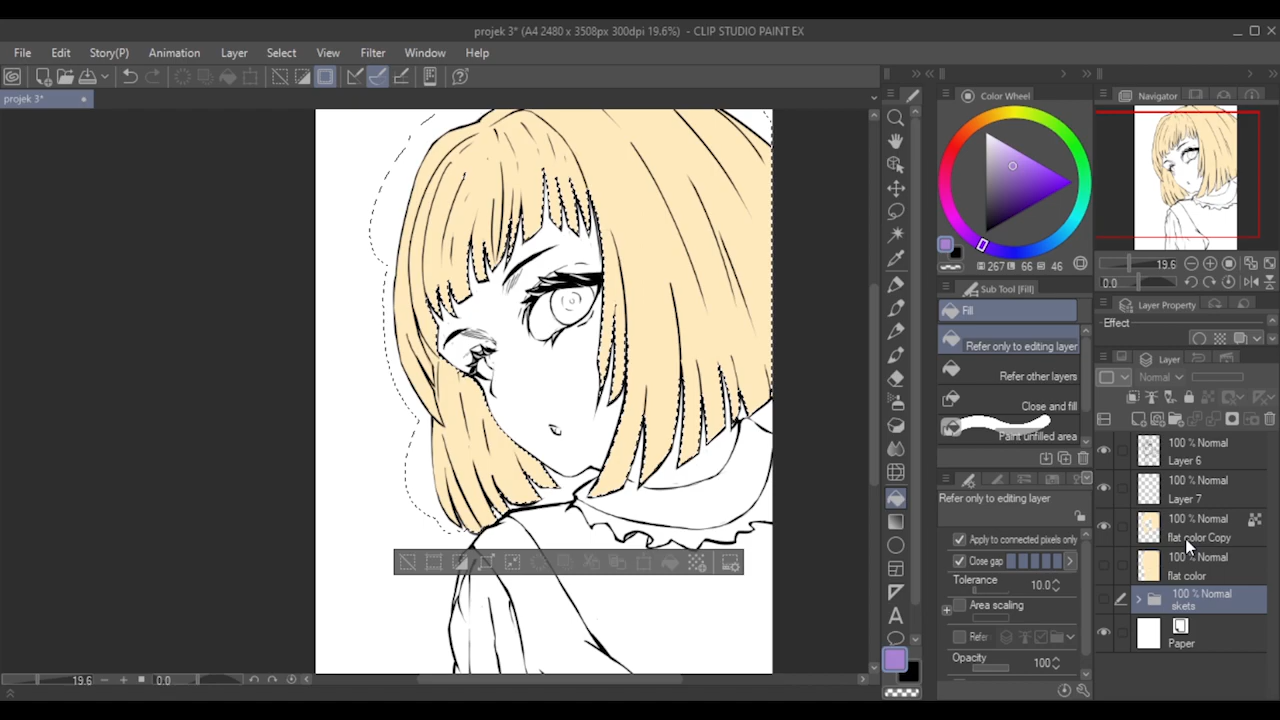 projek 3* (A4 2480 x 3508px 300dpi 19.6%) - CLIP STUDIO PAINT EX
File Edit Story(P) Animation Layer Select View Filter Window Help
projek 3*
Color Wheel
Navigator
267 66 46
19.6
0.0
Sub Tool [Fill]
Fill
Refer only to editing layer
Refer other layers
Close and fill
Paint unfilled area
Layer Property
Effect
Layer
Normal
100 % Normal
Layer 6
100 % Normal
Layer 7
100 % Normal
flat color Copy
100 % Normal
flat color
100 % Normal
skets
Paper
Refer only to editing layer
Apply to connected pixels only
Close gap
Tolerance 10.0
Area scaling
Refer
Opacity 100
19.6 0.0